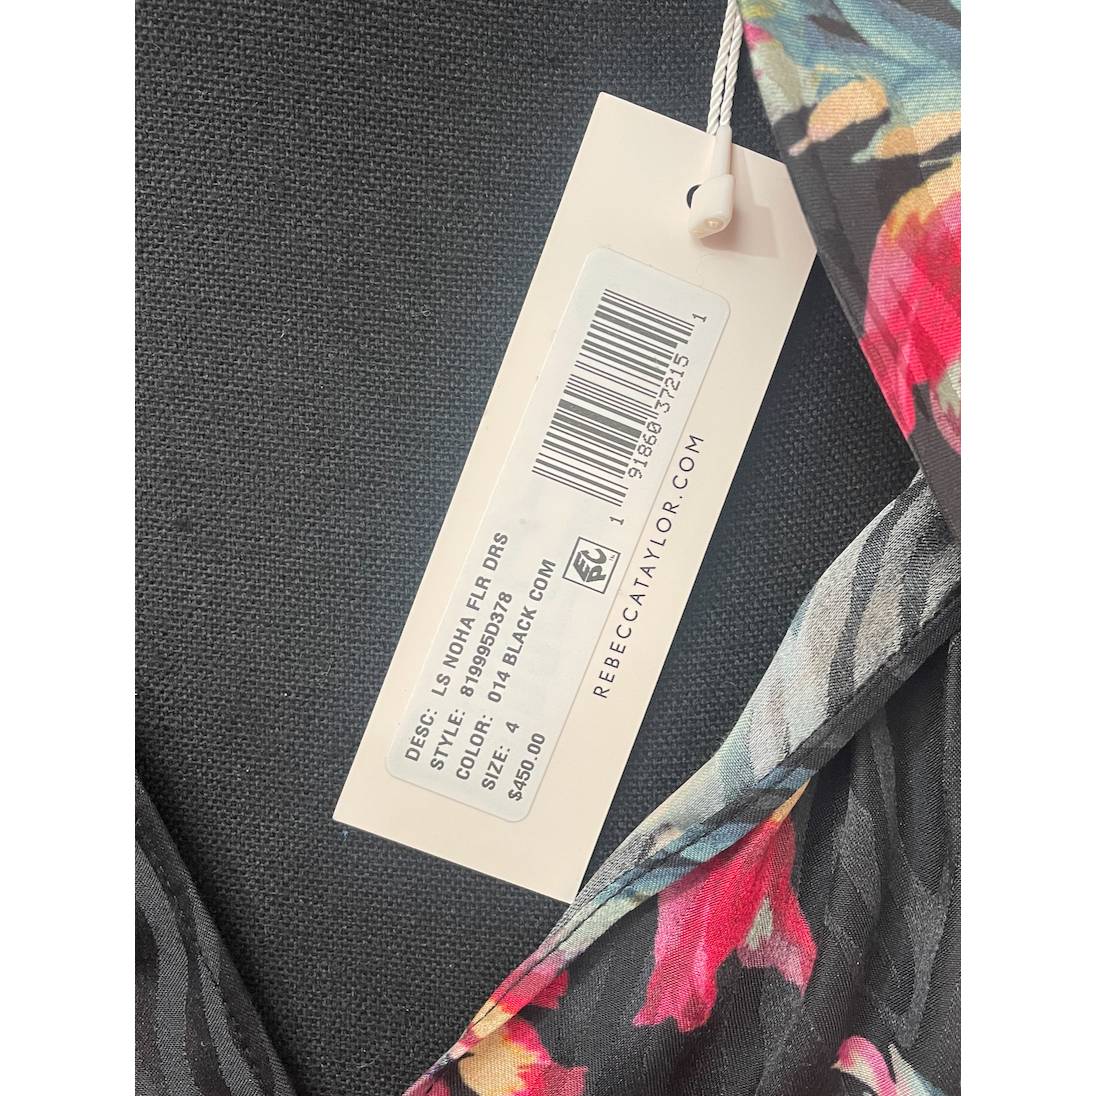 DESC: LS NOHA FLR DRS
STYLE: 819995D378
COLOR: 014 BLACK COM
SIZE: 4
$450.00
1 91860 37215 1
EPC
REBECCATAYLOR.COM